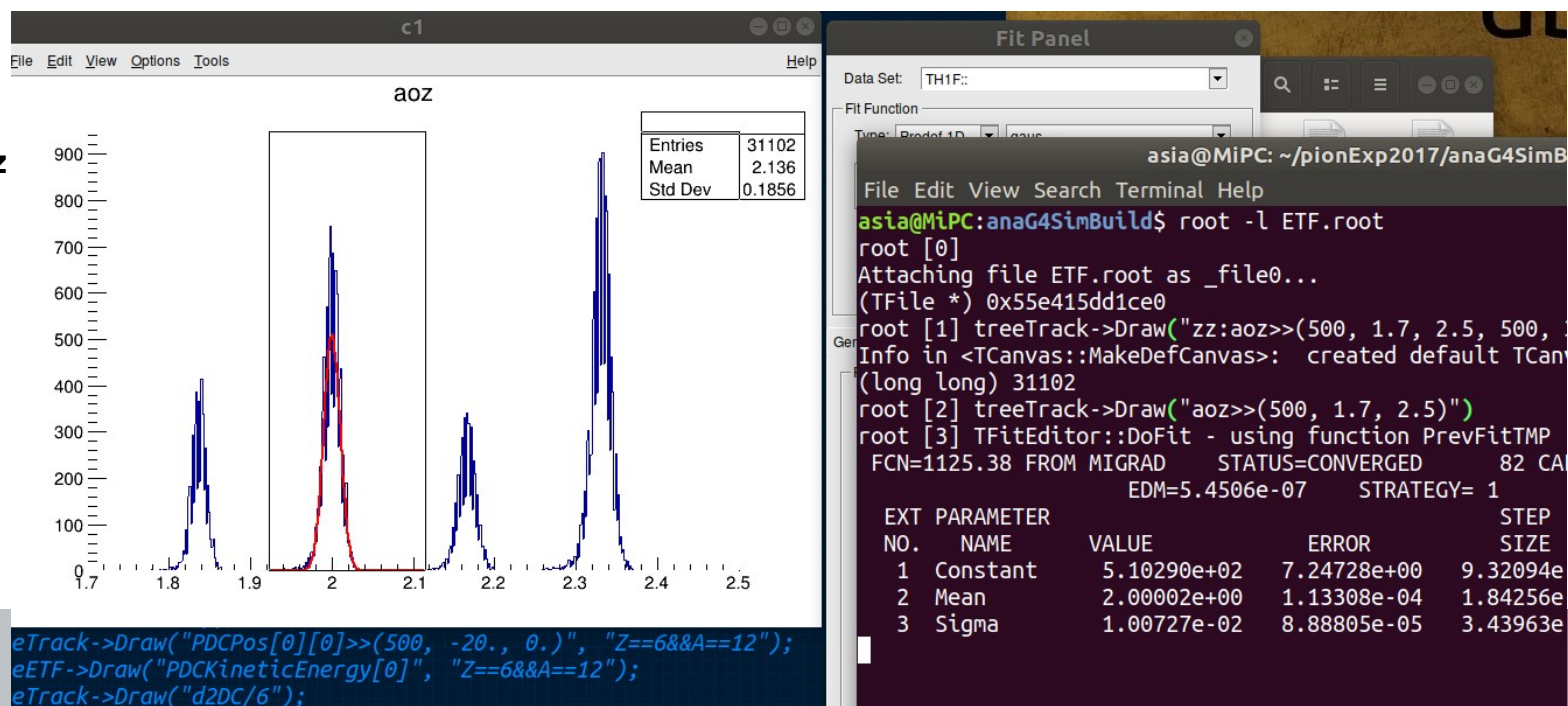 c1
File Edit View Options Tools Help
aoz
z
Entries 31102
Mean 2.136
Std Dev 0.1856
900
800
700
600
500
400
300
200
100
0
1.7 1.8 1.9 2 2.1 2.2 2.3 2.4 2.5
eTrack->Draw("PDCPos[0][0]>>(500, -20., 0.)", "Z==6&&A==12");
eETF->Draw("PDCKineticEnergy[0]", "Z==6&&A==12");
eTrack->Draw("d2DC/6");
Fit Panel
Data Set: TH1F::
Fit Function
Type: Predef-1D gaus
Ger
asia@MiPC: ~/pionExp2017/anaG4SimB
File Edit View Search Terminal Help
asia@MiPC:anaG4SimBuild$ root -l ETF.root
root [0]
Attaching file ETF.root as _file0...
(TFile *) 0x55e415dd1ce0
root [1] treeTrack->Draw("zz:aoz>>(500, 1.7, 2.5, 500,
Info in <TCanvas::MakeDefCanvas>: created default TCanv
(long long) 31102
root [2] treeTrack->Draw("aoz>>(500, 1.7, 2.5)")
root [3] TFitEditor::DoFit - using function PrevFitTMP
FCN=1125.38 FROM MIGRAD STATUS=CONVERGED 82 CAL
EDM=5.4506e-07 STRATEGY= 1
EXT PARAMETER STEP
NO. NAME VALUE ERROR SIZE
1 Constant 5.10290e+02 7.24728e+00 9.32094e
2 Mean 2.00002e+00 1.13308e-04 1.84256e
3 Sigma 1.00727e-02 8.88805e-05 3.43963e